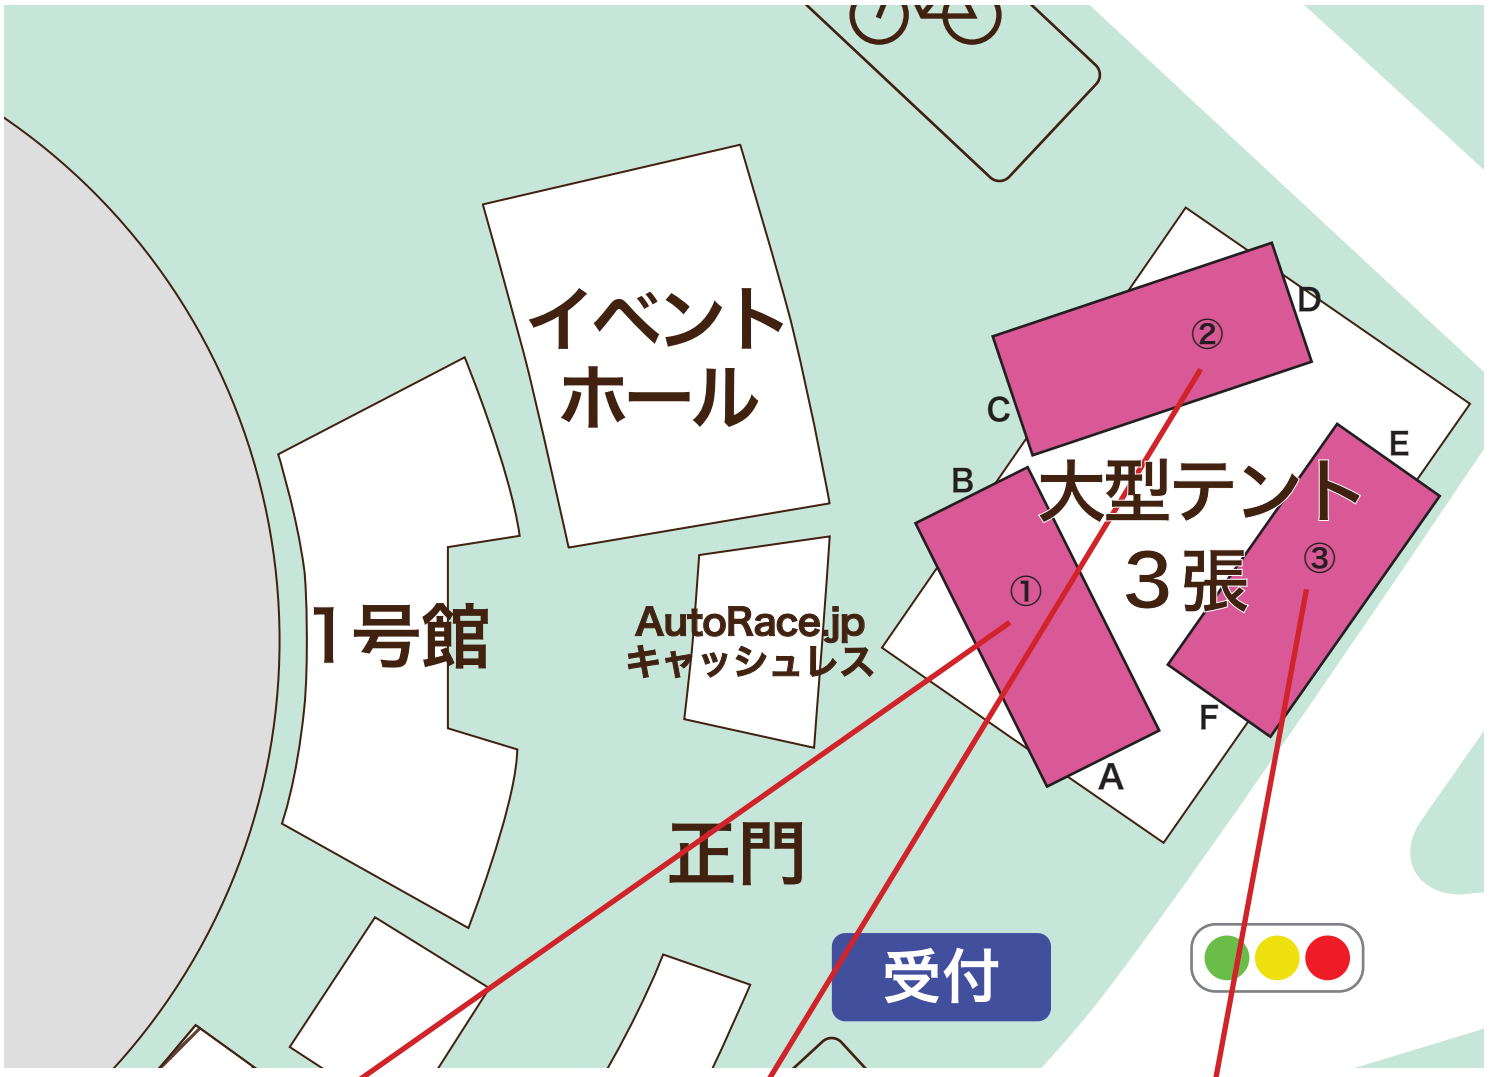 イベント
ホール
②
D
C
E
B
大型テント
3張
①
③
1号館
AutoRace.jp
キャッシュレス
F
A
正門
受付